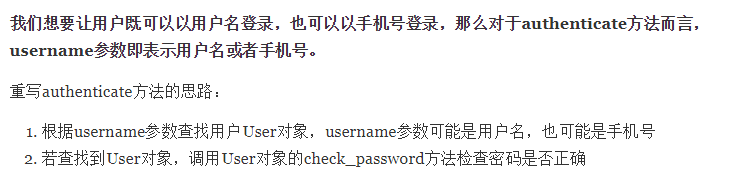 我们想要让用户既可以以用户名登录，也可以以手机号登录，那么对于authenticate方法而言，
username参数即表示用户名或者手机号。
重写authenticate方法的思路：
1. 根据username参数查找用户User对象，username参数可能是用户名，也可能是手机号
2. 若查找到User对象，调用User对象的check_password方法检查密码是否正确